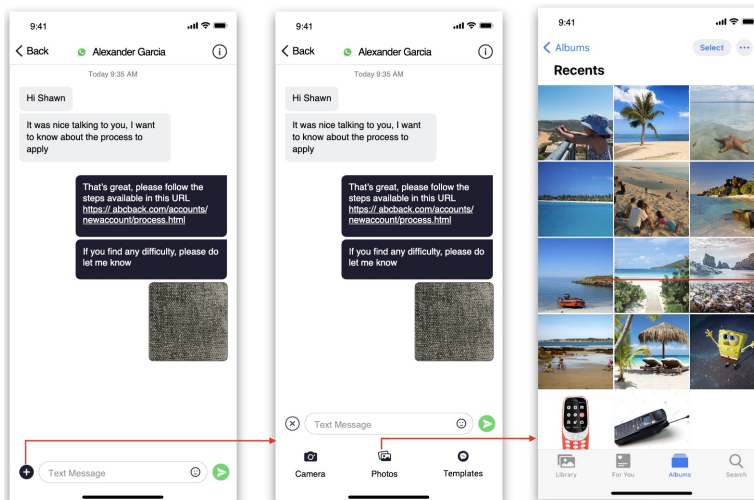 9:41
Back
Alexander Garcia
Today 9:35 AM
Hi Shawn
It was nice talking to you, I want
to know about the process to
apply
That's great, please follow the
steps available in this URL
https:// abcback.com/accounts/
newaccount/process.html
If you find any difficulty, please do
let me know
Text Message
9:41
Back
Alexander Garcia
Today 9:35 AM
Hi Shawn
It was nice talking to you, I want
to know about the process to
apply
That's great, please follow the
steps available in this URL
https:// abcback.com/accounts/
newaccount/process.html
If you find any difficulty, please do
let me know
Text Message
Camera
Photos
Templates
9:41
Albums
Select
Recents
Library
For You
Albums
Search